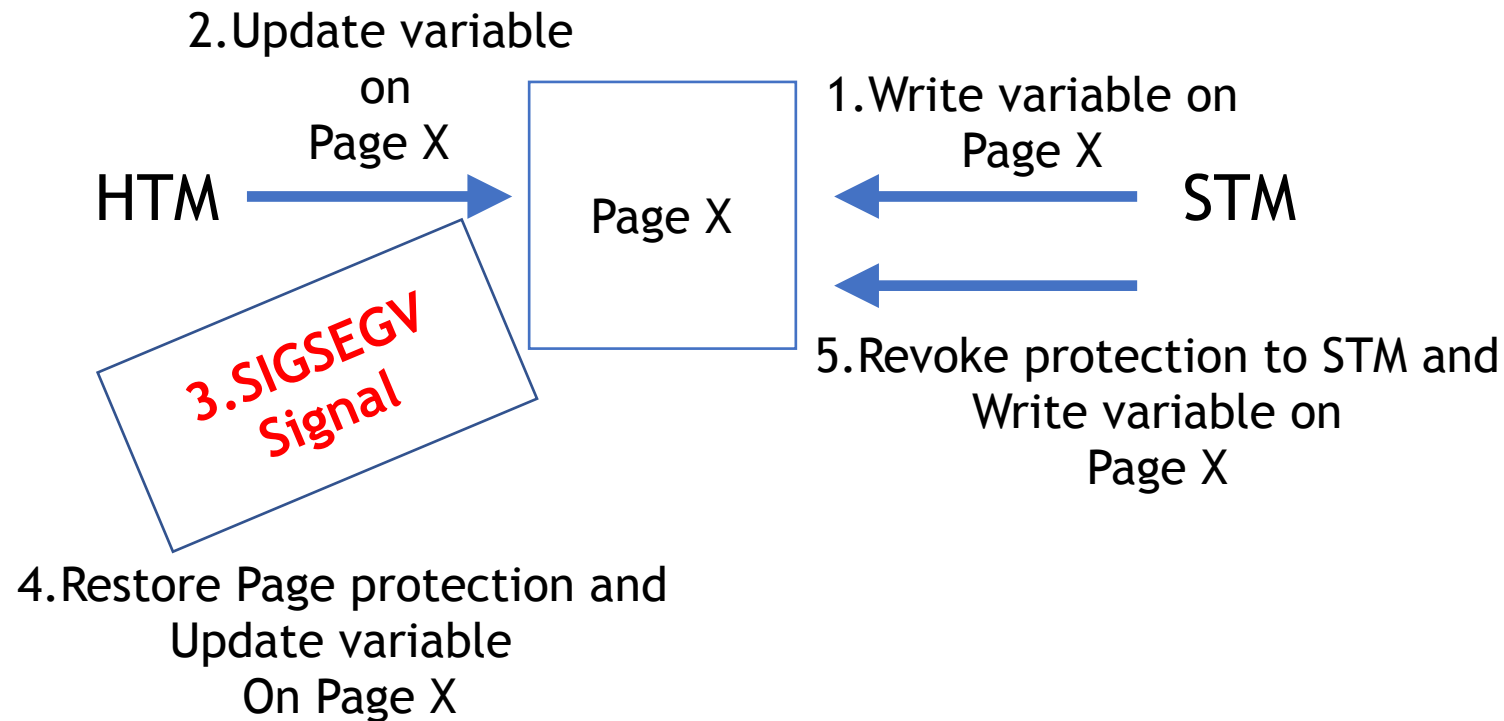 2.Update variable
on
Page X
1.Write variable on
Page X
HTM
Page X
STM
3.SIGSEGV
Signal
5.Revoke protection to STM and
Write variable on
Page X
4.Restore Page protection and
Update variable
On Page X